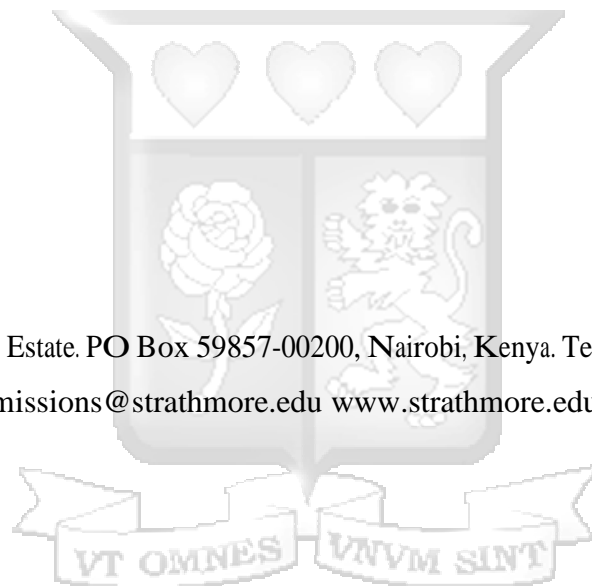 Estate. PO Box 59857-00200, Nairobi, Kenya. Te
missions@strathmore.edu www.strathmore.edu
VT OMNES VNVM SINT